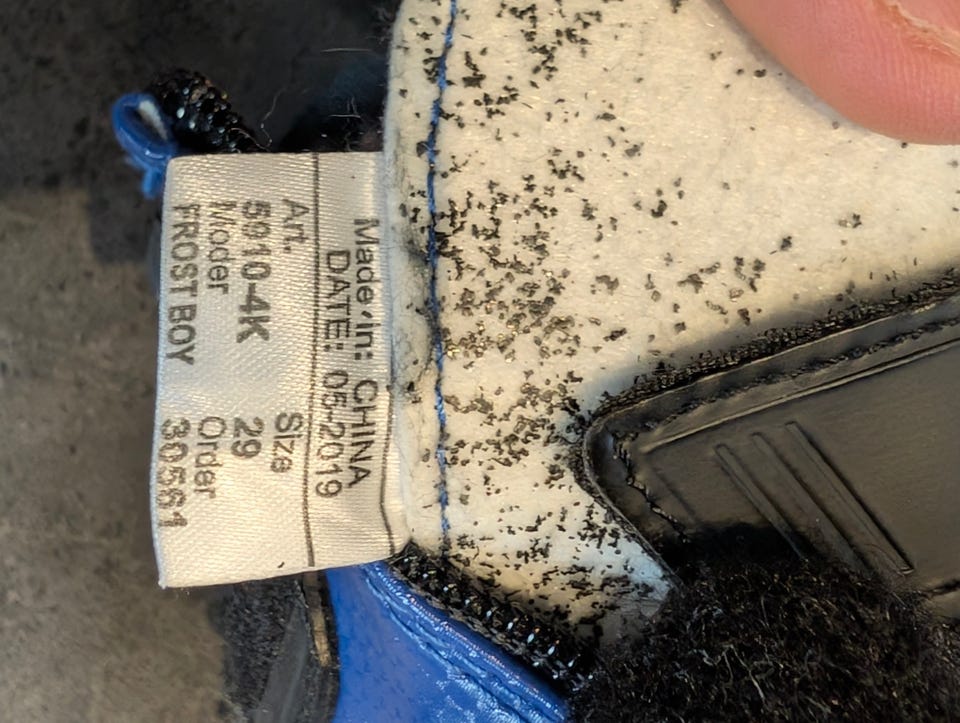 Made in: CHINA
DATE: 05-2019
Art. Size
5910-4K 29
Model Order
FROST BOY 30561